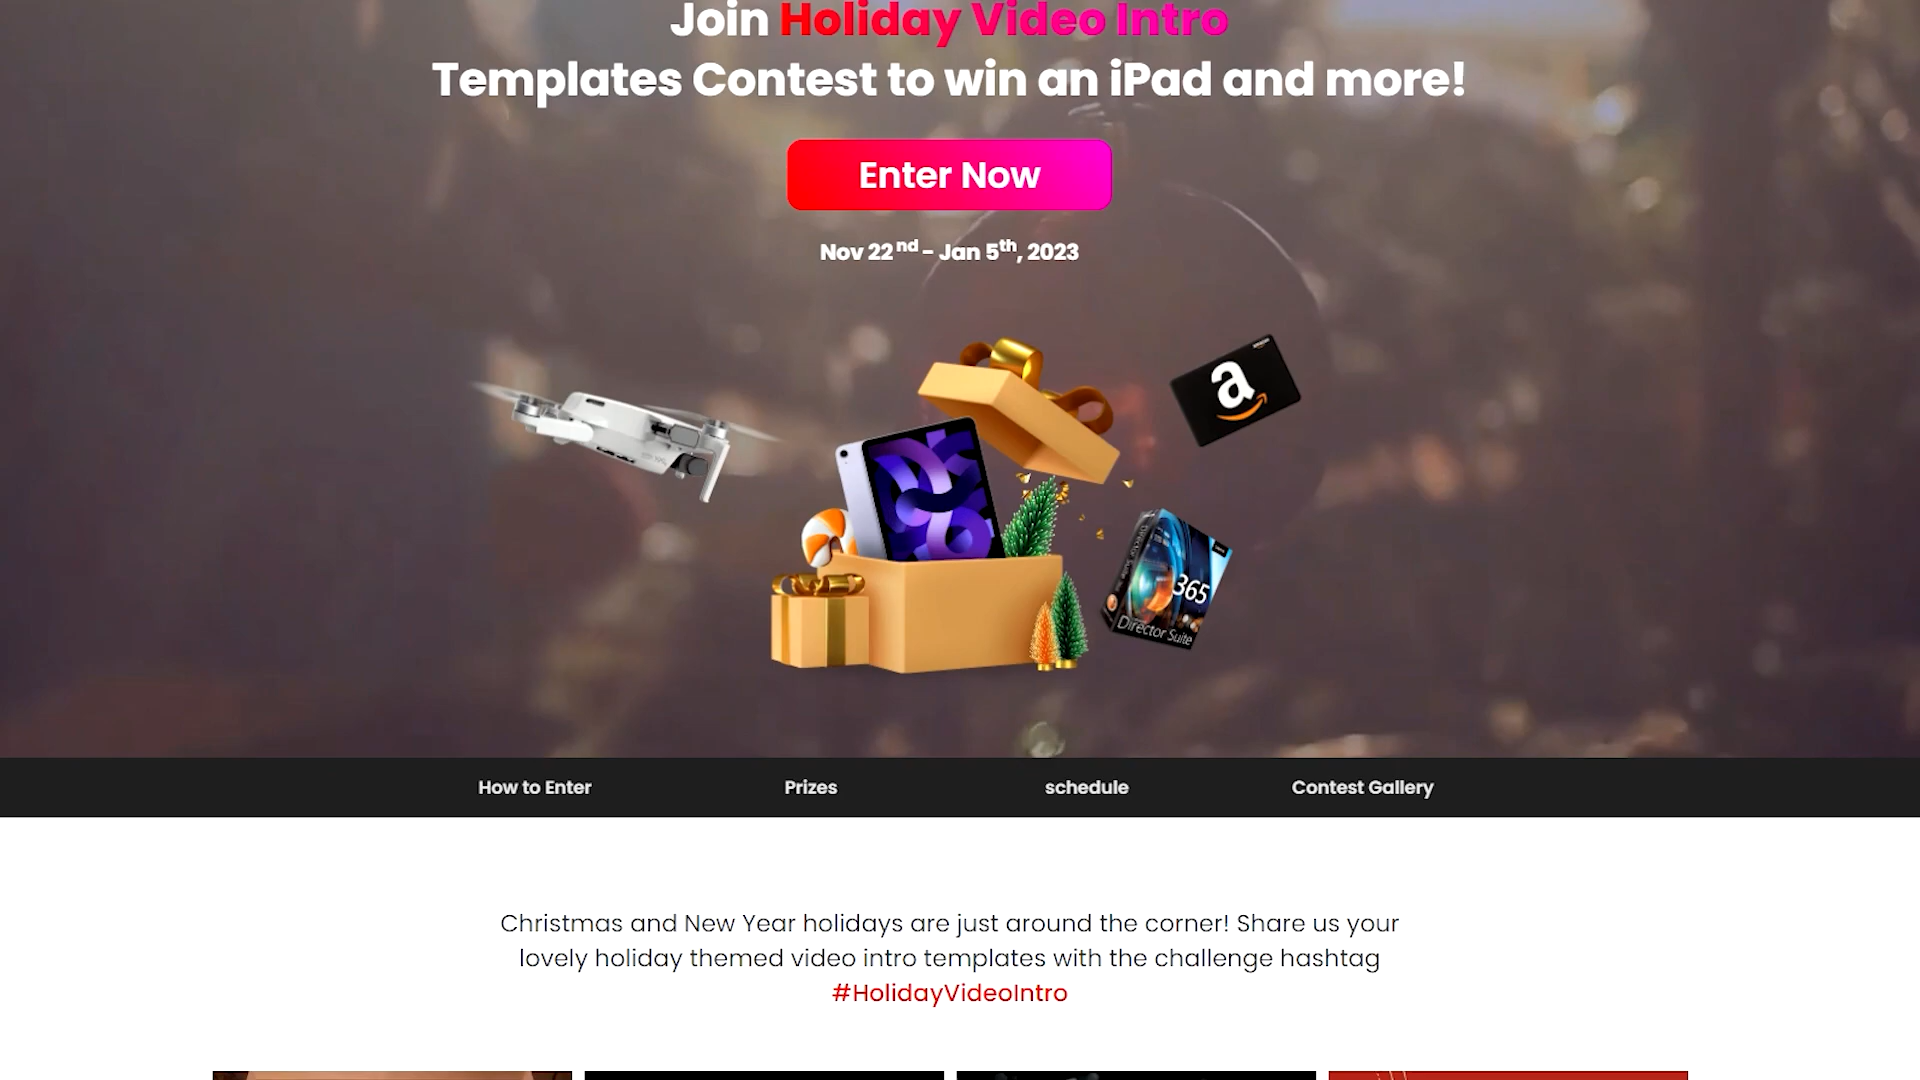 Join Holiday Video Intro
Templates Contest to win an iPad and more!
Enter Now
Nov 22nd - Jan 5th, 2023
a
365
Director Suite
How to Enter
Prizes
schedule
Contest Gallery
Christmas and New Year holidays are just around the corner! Share us your
lovely holiday themed video intro templates with the challenge hashtag
#HolidayVideoIntro